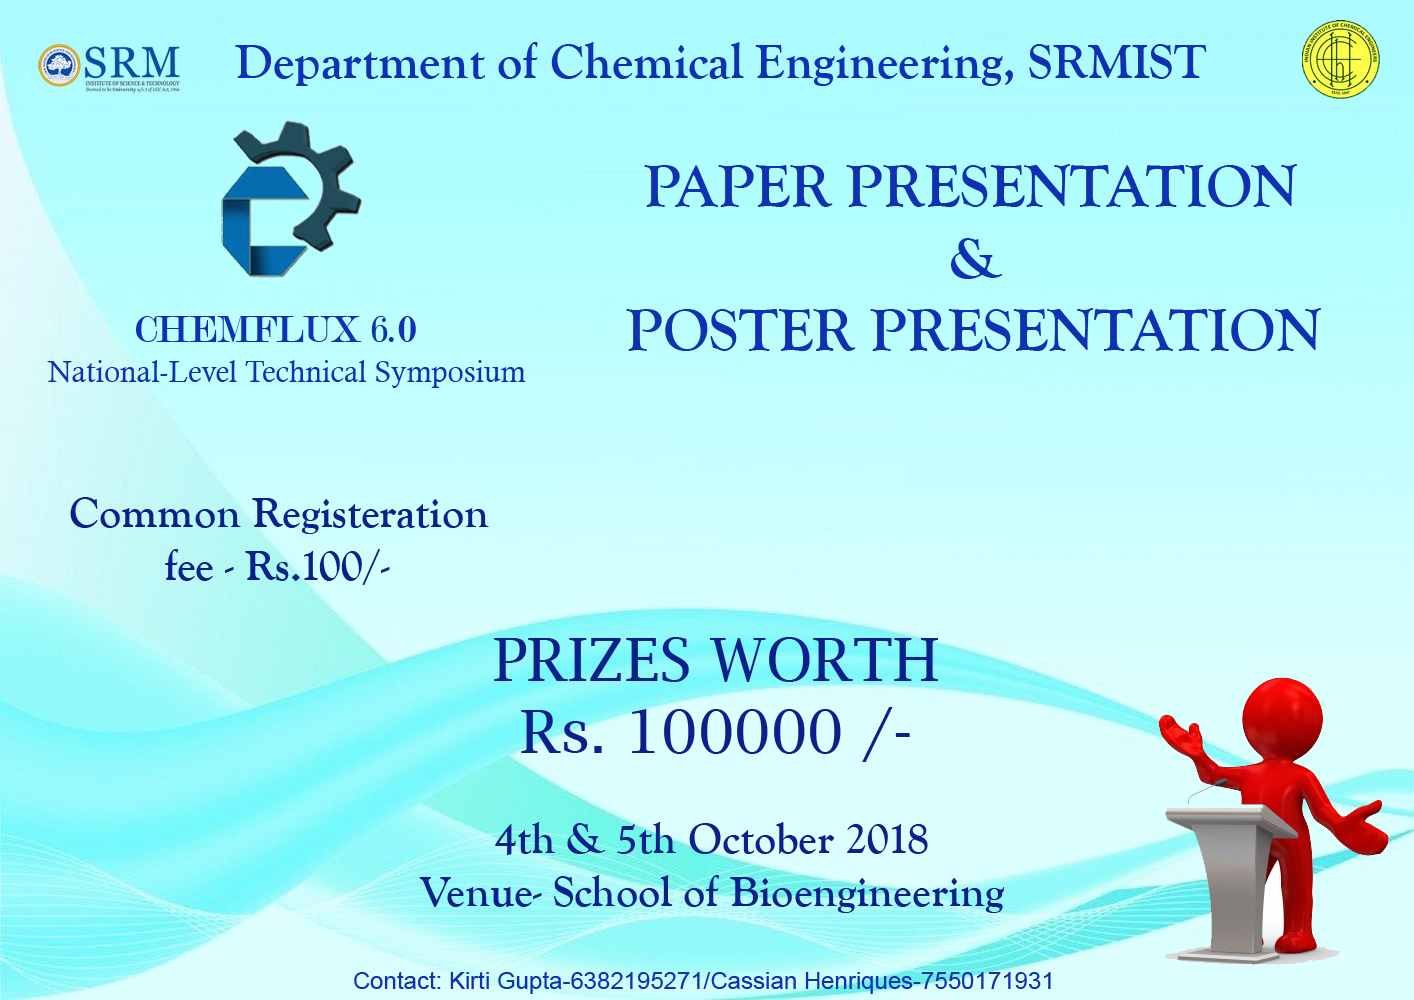 SRM
INSTITUTE OF SCIENCE & TECHNOLOGY
Deemed to be University u/s 3 of UGC Act, 1956
Department of Chemical Engineering, SRMIST
INDIAN INSTITUTE OF CHEMICAL ENGINEERS
ESTD. 1947
PAPER PRESENTATION
&
POSTER PRESENTATION
CHEMFLUX 6.0
National-Level Technical Symposium
Common Registeration
fee - Rs.100/-
PRIZES WORTH
Rs. 100000 /-
4th & 5th October 2018
Venue- School of Bioengineering
Contact: Kirti Gupta-6382195271/Cassian Henriques-7550171931